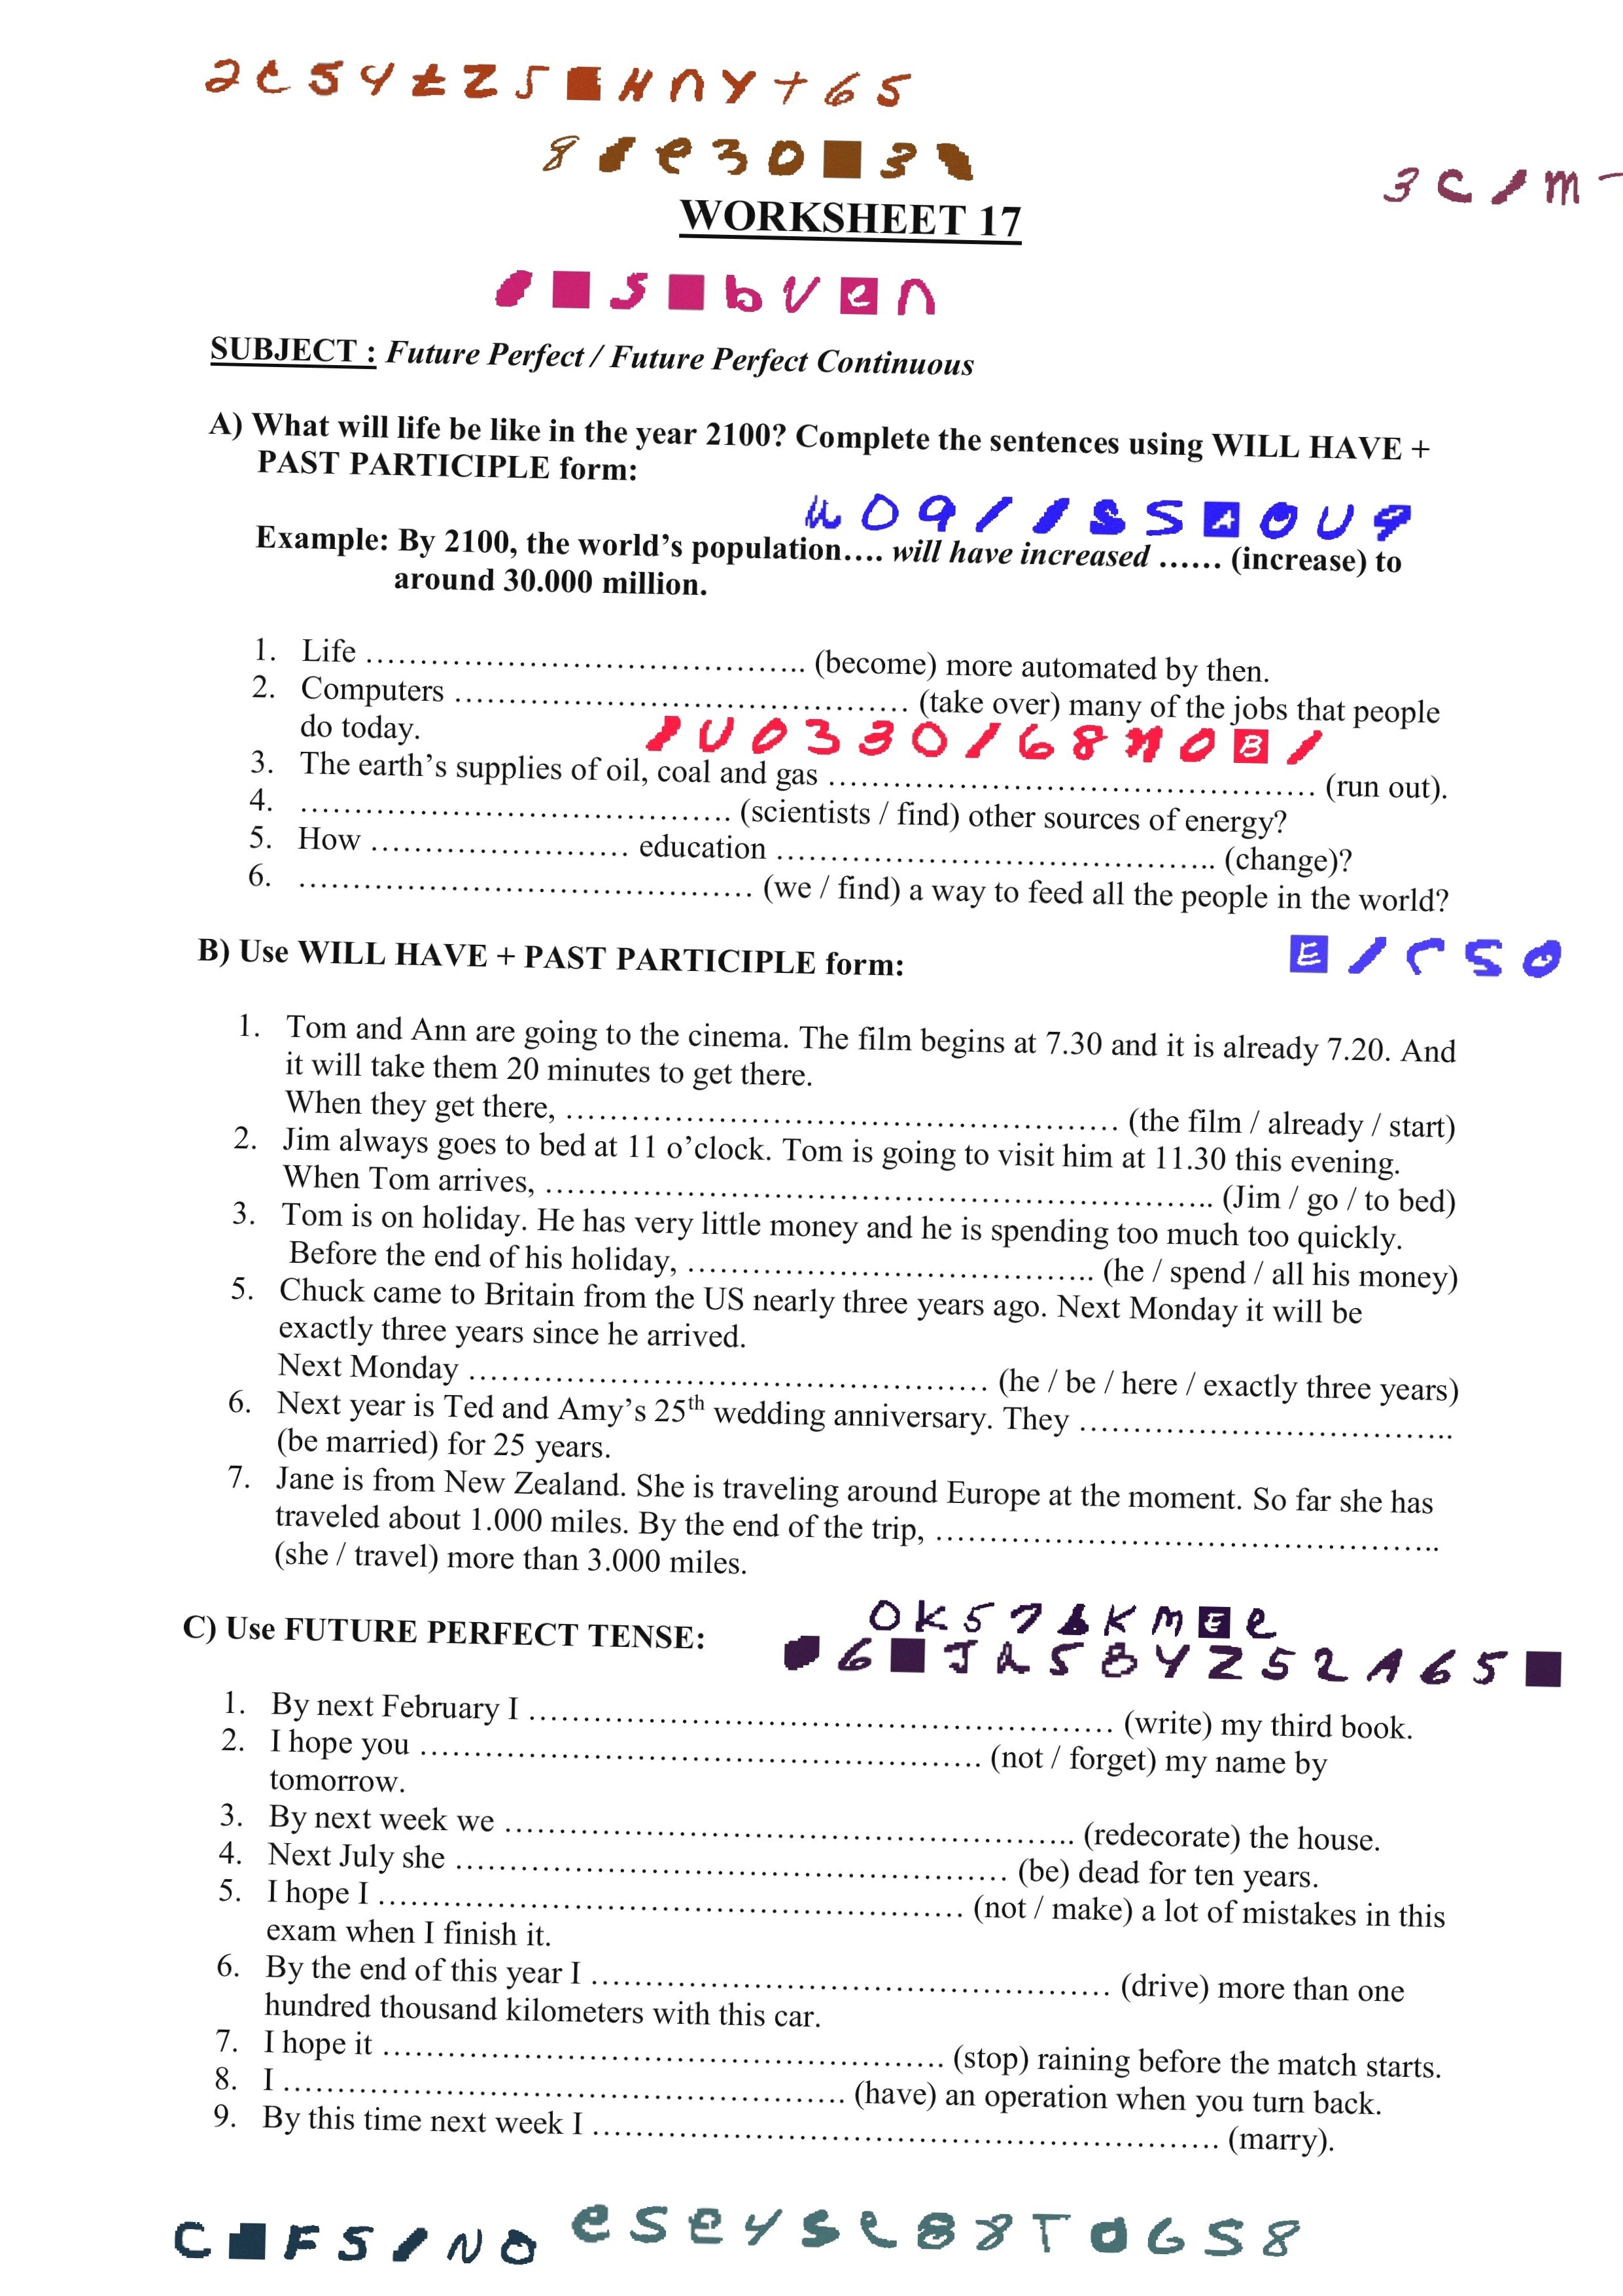 WORKSHEET 17
SUBJECT : Future Perfect / Future Perfect Continuous
A) What will life be like in the year 2100? Complete the sentences using WILL HAVE +
PAST PARTICIPLE form:
Example: By 2100, the world’s population…. will have increased …… (increase) to
around 30.000 million.
1. Life ………………………………….. (become) more automated by then.
2. Computers …………………………………… (take over) many of the jobs that people
do today.
3. The earth’s supplies of oil, coal and gas ……………………………………… (run out).
4. ………………………………….. (scientists / find) other sources of energy?
5. How …………………… education ………………………………….. (change)?
6. …………………………………… (we / find) a way to feed all the people in the world?
B) Use WILL HAVE + PAST PARTICIPLE form:
1. Tom and Ann are going to the cinema. The film begins at 7.30 and it is already 7.20. And
it will take them 20 minutes to get there.
When they get there, …………………………………………… (the film / already / start)
2. Jim always goes to bed at 11 o’clock. Tom is going to visit him at 11.30 this evening.
When Tom arrives, …………………………………………………….. (Jim / go / to bed)
3. Tom is on holiday. He has very little money and he is spending too much too quickly.
Before the end of his holiday, ……………………………….. (he / spend / all his money)
5. Chuck came to Britain from the US nearly three years ago. Next Monday it will be
exactly three years since he arrived.
Next Monday ………………………………………… (he / be / here / exactly three years)
6. Next year is Ted and Amy’s 25th wedding anniversary. They ……………………………..
(be married) for 25 years.
7. Jane is from New Zealand. She is traveling around Europe at the moment. So far she has
traveled about 1.000 miles. By the end of the trip, ………………………………………..
(she / travel) more than 3.000 miles.
C) Use FUTURE PERFECT TENSE:
1. By next February I ……………………………………………… (write) my third book.
2. I hope you …………………………………………….. (not / forget) my name by
tomorrow.
3. By next week we …………………………………………….. (redecorate) the house.
4. Next July she …………………………………………… (be) dead for ten years.
5. I hope I ……………………………………………… (not / make) a lot of mistakes in this
exam when I finish it.
6. By the end of this year I ………………………………………… (drive) more than one
hundred thousand kilometers with this car.
7. I hope it …………………………………………….. (stop) raining before the match starts.
8. I …………………………………………….. (have) an operation when you turn back.
9. By this time next week I ………………………………………………….. (marry).